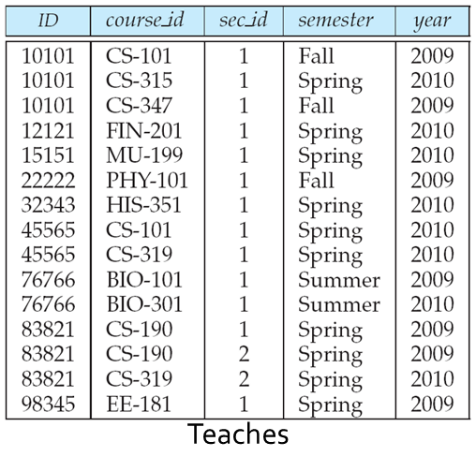 ID course_id sec_id semester year
10101 CS-101 1 Fall 2009
10101 CS-315 1 Spring 2010
10101 CS-347 1 Fall 2009
12121 FIN-201 1 Spring 2010
15151 MU-199 1 Spring 2010
22222 PHY-101 1 Fall 2009
32343 HIS-351 1 Spring 2010
45565 CS-101 1 Spring 2010
45565 CS-319 1 Spring 2010
76766 BIO-101 1 Summer 2009
76766 BIO-301 1 Summer 2010
83821 CS-190 1 Spring 2009
83821 CS-190 2 Spring 2009
83821 CS-319 2 Spring 2010
98345 EE-181 1 Spring 2009
Teaches